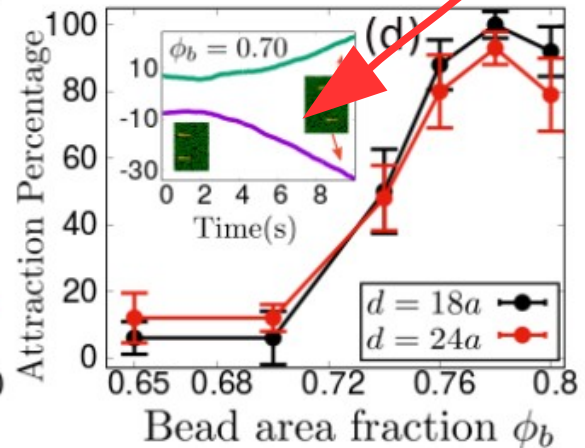 100
80
60
40
20
0
Attraction Percentage
(d)
ϕb = 0.70
10
-10
-30
0 2 4 6 8
Time(s)
d = 18a
d = 24a
0.65 0.68 0.72 0.76 0.8
Bead area fraction ϕb